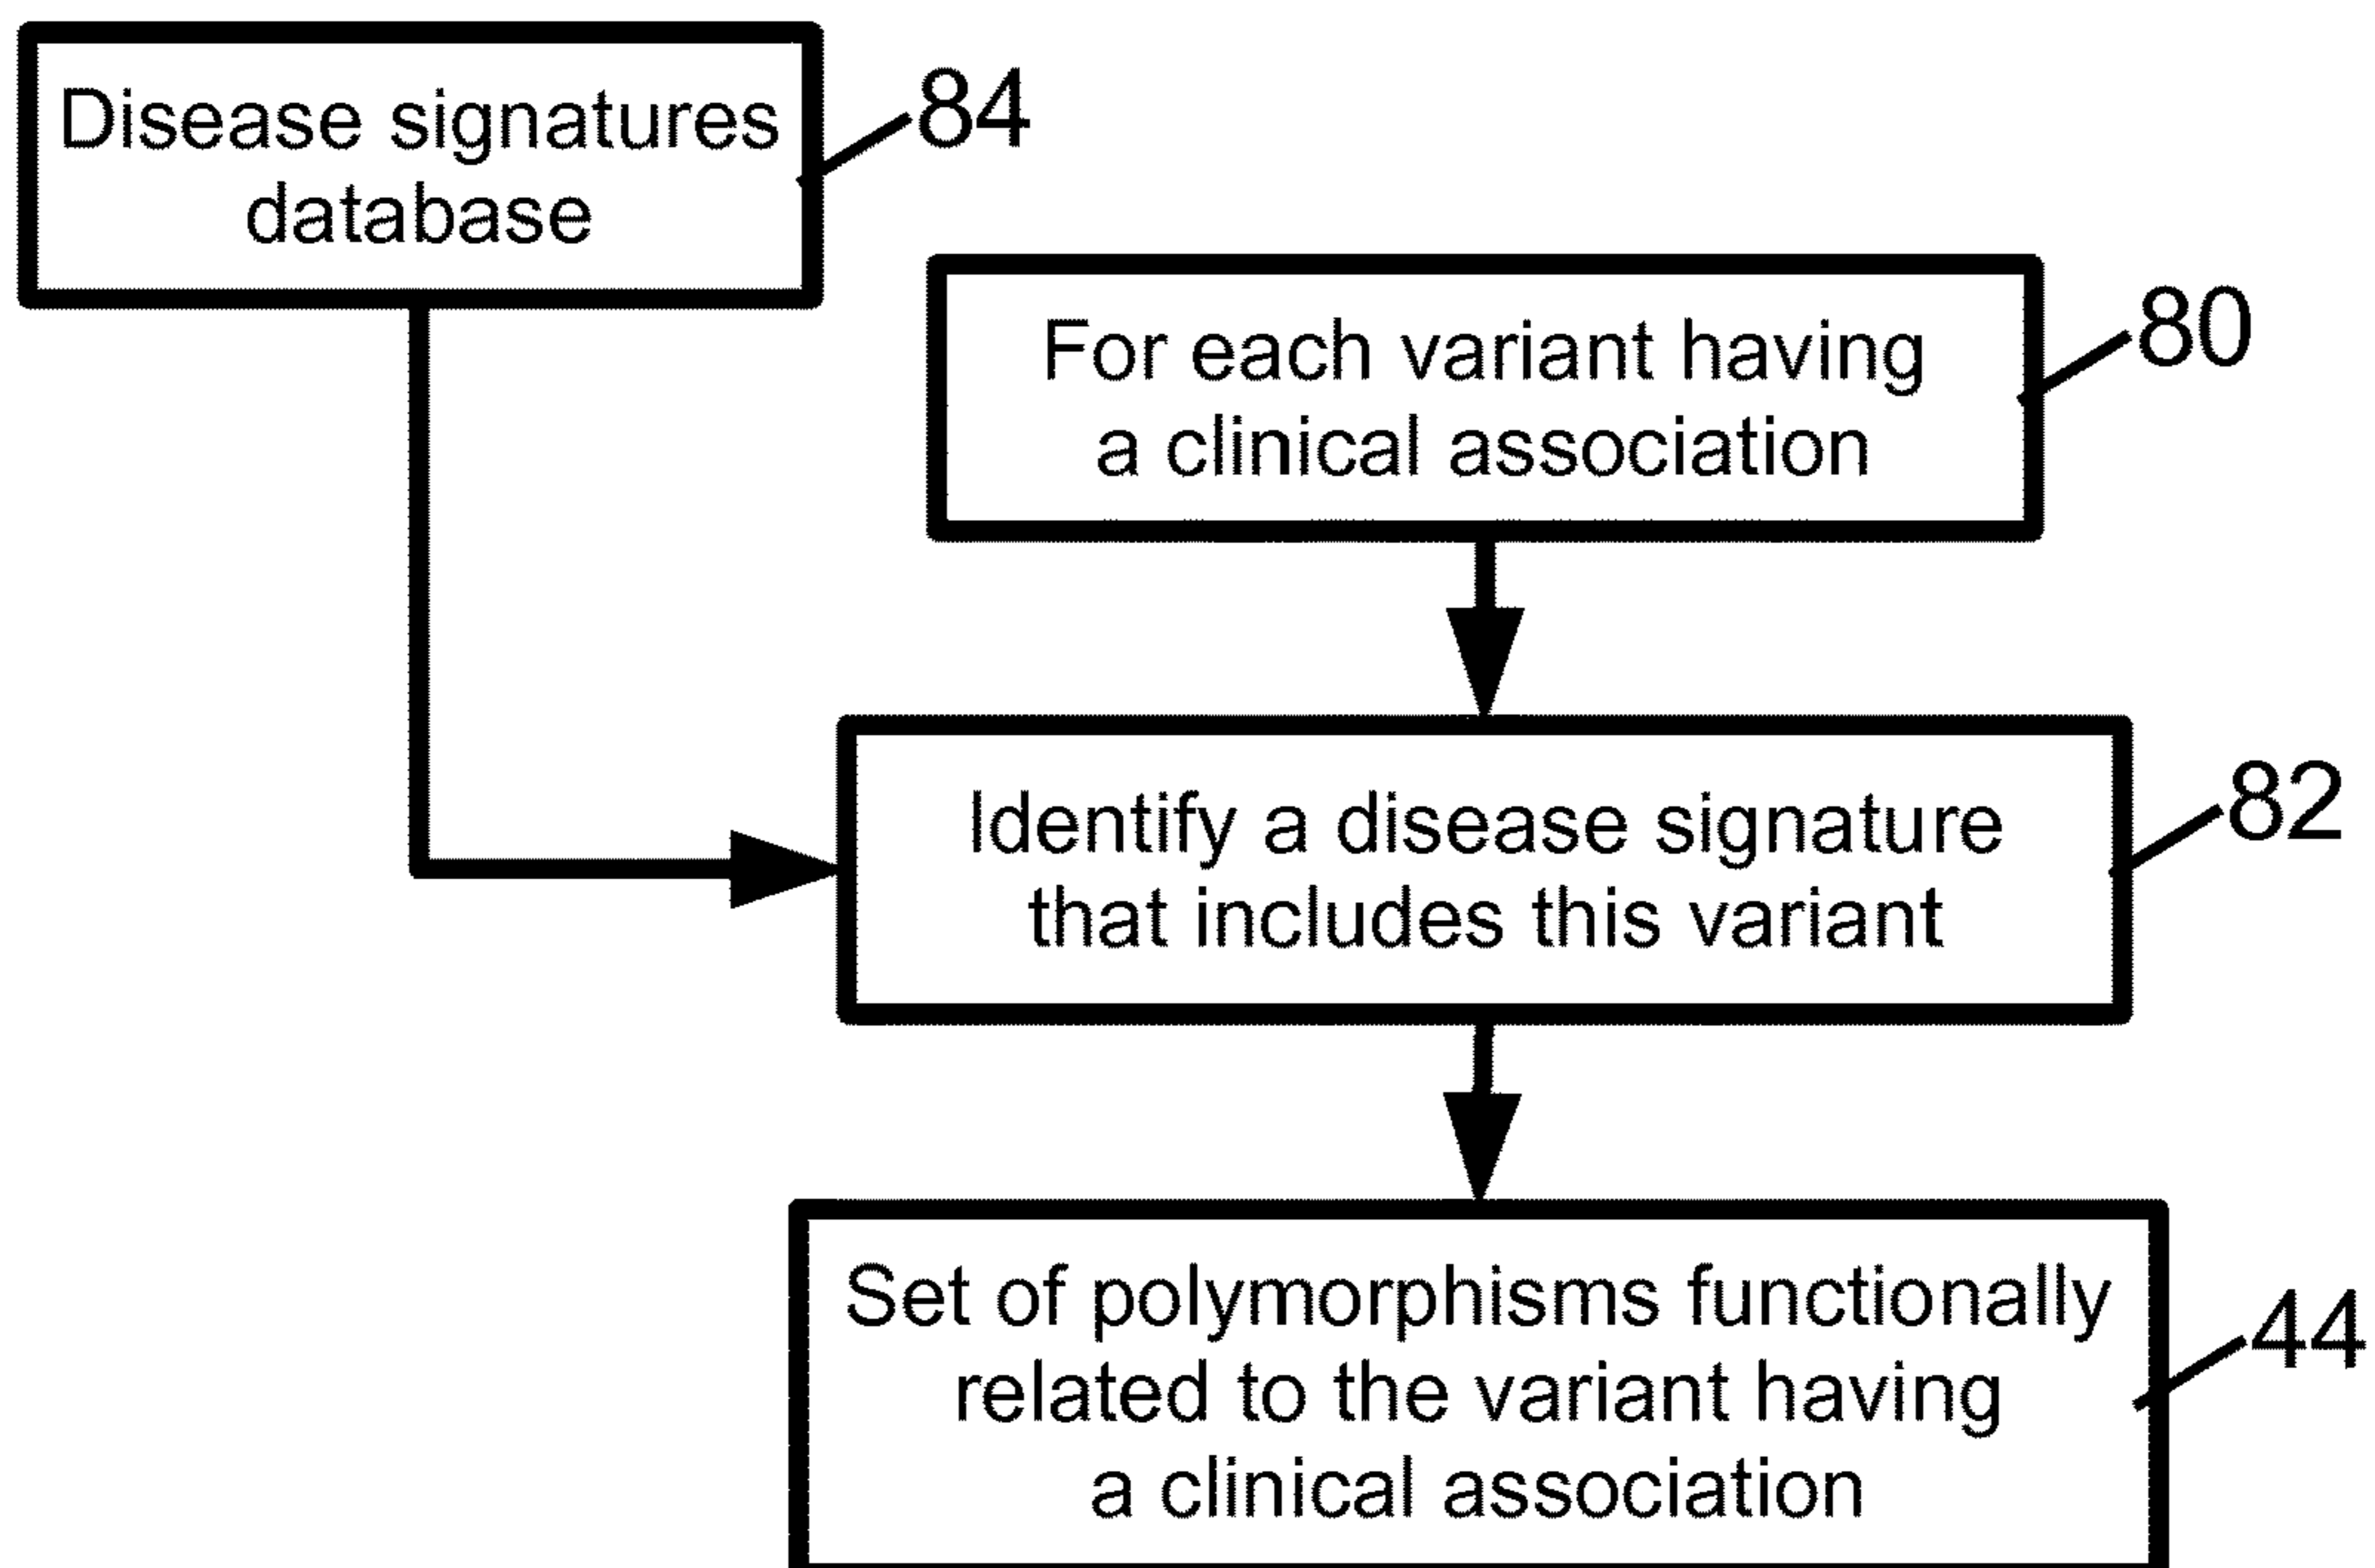 Disease signatures
database
84
For each variant having
a clinical association
80
Identify a disease signature
that includes this variant
82
Set of polymorphisms functionally
related to the variant having
a clinical association
44